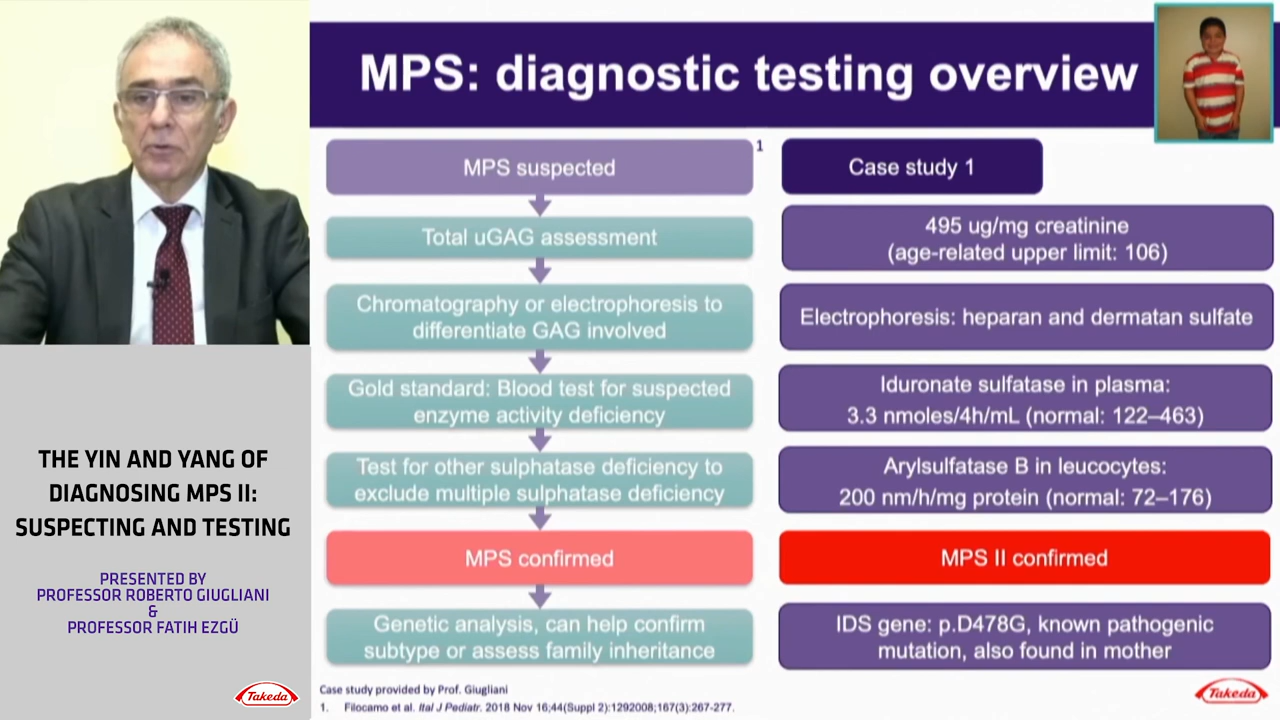 MPS: diagnostic testing overview
MPS suspected
1
Total uGAG assessment
Chromatography or electrophoresis to
differentiate GAG involved
Gold standard: Blood test for suspected
enzyme activity deficiency
Test for other sulphatase deficiency to
exclude multiple sulphatase deficiency
MPS confirmed
Genetic analysis, can help confirm
subtype or assess family inheritance
Case study 1
495 ug/mg creatinine
(age-related upper limit: 106)
Electrophoresis: heparan and dermatan sulfate
Iduronate sulfatase in plasma:
3.3 nmoles/4h/mL (normal: 122–463)
Arylsulfatase B in leucocytes:
200 nm/h/mg protein (normal: 72–176)
MPS II confirmed
IDS gene: p.D478G, known pathogenic
mutation, also found in mother
Case study provided by Prof. Giugliani
1. Filocamo et al. Ital J Pediatr. 2018 Nov 16;44(Suppl 2):1292008;167(3):267-277.
Takeda
THE YIN AND YANG OF
DIAGNOSING MPS II:
SUSPECTING AND TESTING
PRESENTED BY
PROFESSOR ROBERTO GIUGLIANI
&
PROFESSOR FATIH EZGÜ
Takeda